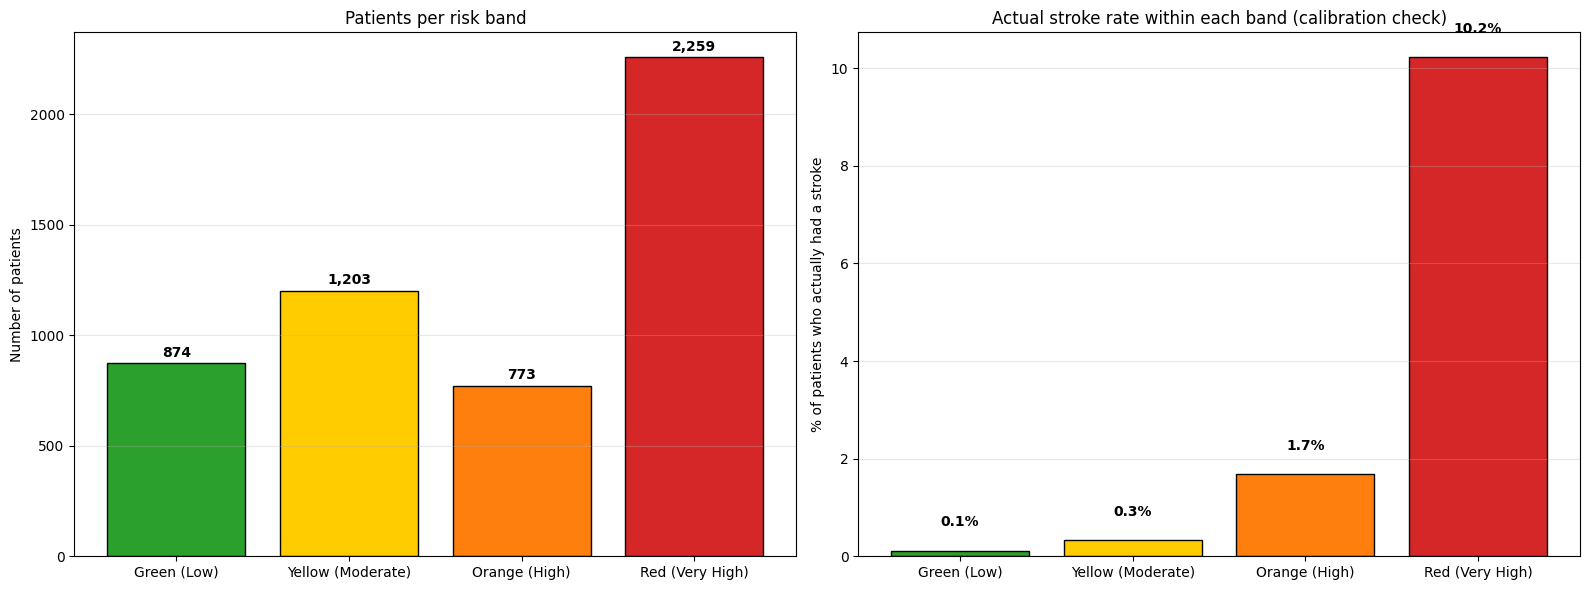 Patients per risk band
Number of patients
2000
1500
1000
500
0
874
1,203
773
2,259
Green (Low)
Yellow (Moderate)
Orange (High)
Red (Very High)
Actual stroke rate within each band (calibration check)
% of patients who actually had a stroke
10
8
6
4
2
0
0.1%
0.3%
1.7%
10.2%
Green (Low)
Yellow (Moderate)
Orange (High)
Red (Very High)